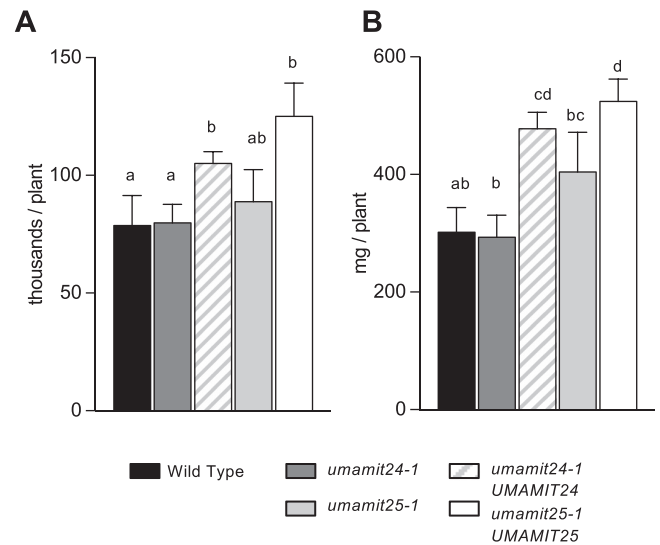 A
B
150
100
50
0
thousands / plant
a
a
b
ab
b
600
400
200
0
mg / plant
ab
b
cd
bc
d
Wild Type
umamit24-1
umamit24-1
UMAMIT24
umamit25-1
umamit25-1
UMAMIT25